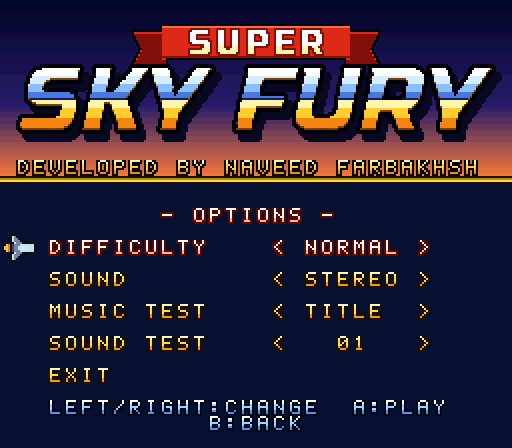 SUPER
SKY FURY
DEVELOPED BY NAVEED FARBAKHSH
- OPTIONS -
DIFFICULTY < NORMAL >
SOUND < STEREO >
MUSIC TEST < TITLE >
SOUND TEST < 01 >
EXIT
LEFT/RIGHT:CHANGE A:PLAY
B:BACK